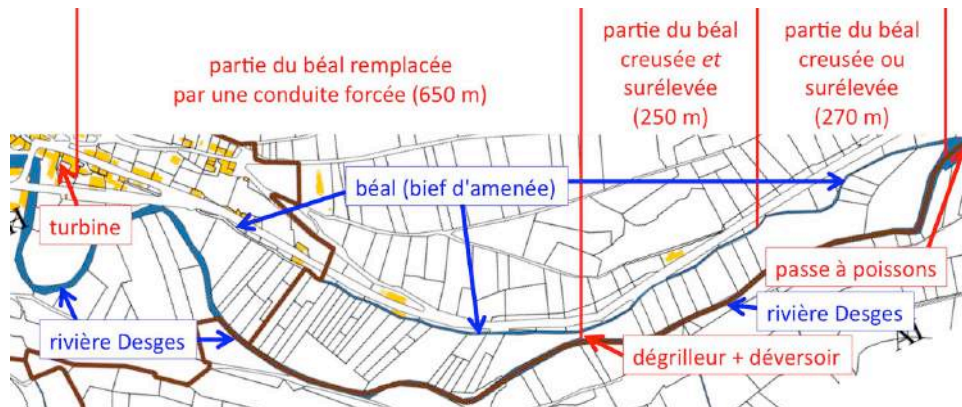 partie du béal remplacée
par une conduite forcée (650 m)
partie du béal
creusée et
surélevée
(250 m)
partie du béal
creusée ou
surélevée
(270 m)
béal (bief d'amenée)
turbine
passe à poissons
rivière Desges
rivière Desges
dégrilleur + déversoir